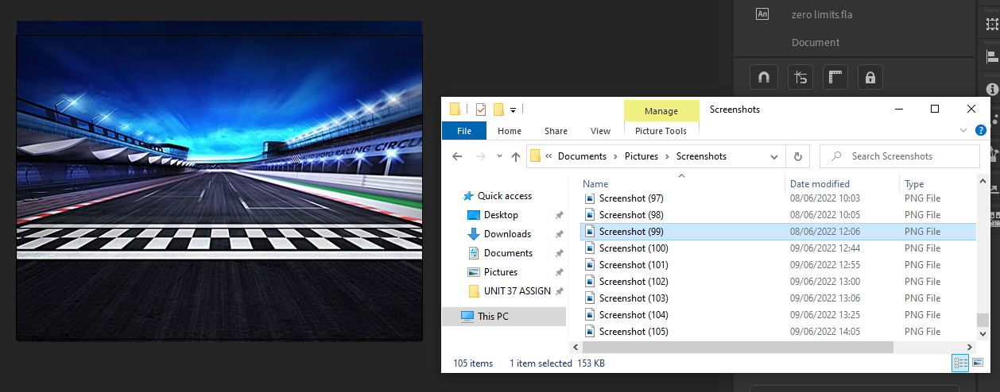 zero limits.fla
An
Document
AUTO MOTO RACING CIRCU
Manage
Screenshots
File
Home
Share
View
Picture Tools
Documents
Pictures
Screenshots
Search Screenshots
Name
Date modified
Type
Quick access
Desktop
Downloads
Documents
Pictures
UNIT 37 ASSIGN
This PC
Screenshot (97) 08/06/2022 10:03 PNG File
Screenshot (98) 08/06/2022 10:05 PNG File
Screenshot (99) 08/06/2022 12:06 PNG File
Screenshot (100) 09/06/2022 12:44 PNG File
Screenshot (101) 09/06/2022 12:55 PNG File
Screenshot (102) 09/06/2022 13:00 PNG File
Screenshot (103) 09/06/2022 13:06 PNG File
Screenshot (104) 09/06/2022 13:25 PNG File
Screenshot (105) 09/06/2022 14:05 PNG File
105 items
1 item selected 153 KB